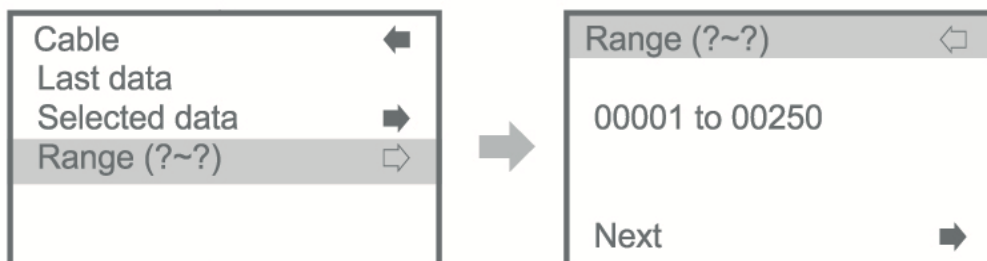 Cable
Last data
Selected data
Range (?~?)
Range (?~?)
00001 to 00250
Next